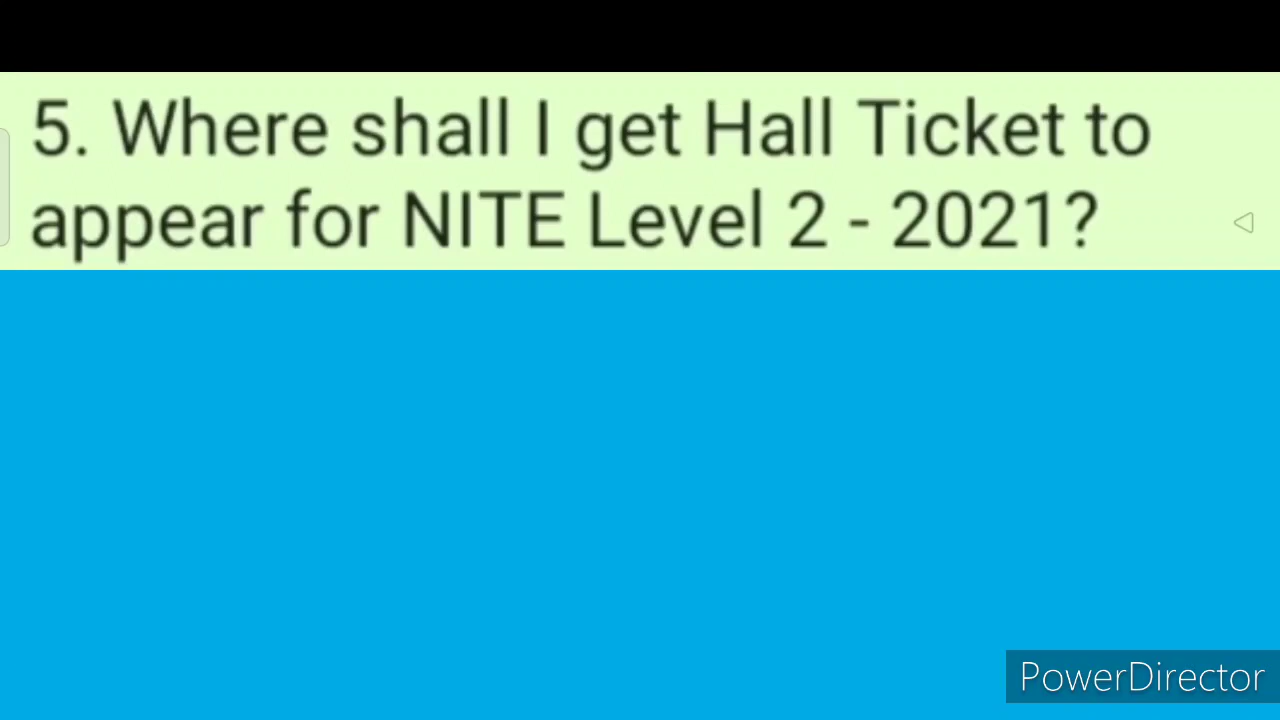 5. Where shall I get Hall Ticket to
appear for NITE Level 2 - 2021?
PowerDirector